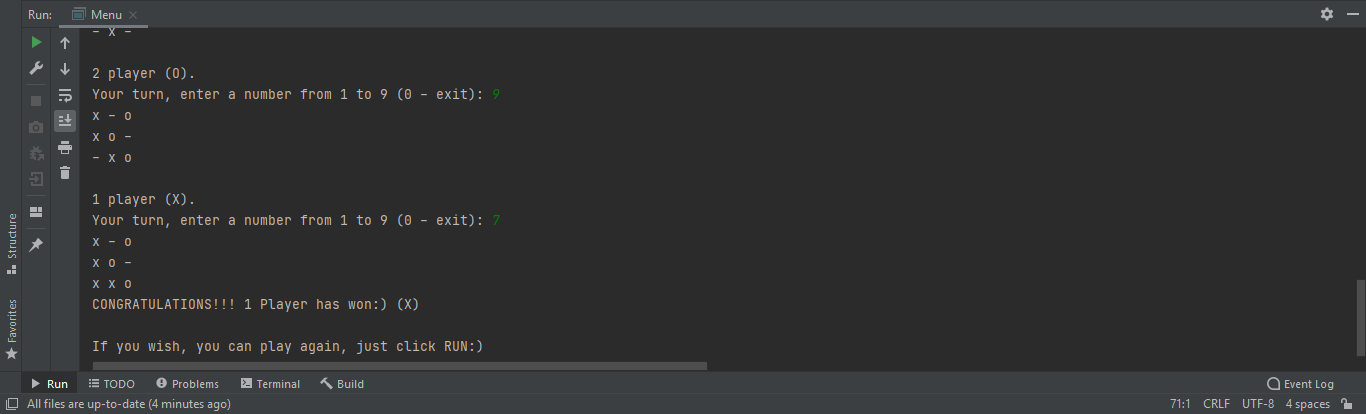 Run: Menu
- x -
2 player (O).
Your turn, enter a number from 1 to 9 (0 - exit): 9
x - o
x o -
- x o
1 player (X).
Your turn, enter a number from 1 to 9 (0 - exit): 7
x - o
x o -
x x o
CONGRATULATIONS!!! 1 Player has won:) (X)
If you wish, you can play again, just click RUN:)
Structure
Favorites
Run TODO Problems Terminal Build Event Log
All files are up-to-date (4 minutes ago) 71:1 CRLF UTF-8 4 spaces